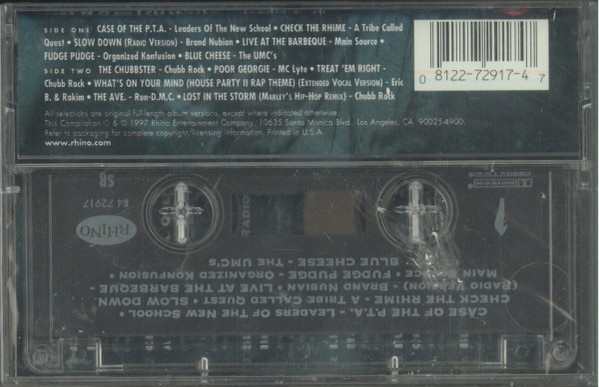 SIDE ONE CASE OF THE P.T.A. - Leaders Of The New School • CHECK THE RHIME - A Tribe Called
Quest • SLOW DOWN (Radio Version) - Brand Nubian • LIVE AT THE BARBEQUE - Main Source •
FUDGE PUDGE - Organized Konfusion • BLUE CHEESE - The UMC's
SIDE TWO THE CHUBBSTER - Chubb Rock • POOR GEORGIE - MC Lyte • TREAT 'EM RIGHT -
Chubb Rock • WHAT'S ON YOUR MIND (HOUSE PARTY II RAP THEME) (Extended Vocal Version) - Eric
B. & Rakim • THE AVE. - Run-D.M.C. • LOST IN THE STORM (Marley's Hip-Hop Remix) - Chubb Rock
All selections are original full-length album versions, except where indicated otherwise.
This Compilation © & ℗ 1997 Rhino Entertainment Company, 10635 Santa Monica Blvd., Los Angeles, CA 90025-4900.
Refer to packaging for complete copyright/licensing information. Printed in U.S.A.
www.rhino.com
0 8122-72917-4 7
CASE OF THE P.T.A. - Leaders Of The New School •
CHECK THE RHIME - A Tribe Called Quest • SLOW DOWN
(Radio Version) - Brand Nubian • LIVE AT THE BARBEQUE -
Main Source • FUDGE PUDGE - Organized Konfusion
• BLUE CHEESE - The UMC's
RADIO
1
RHINO
R4 72917
SR